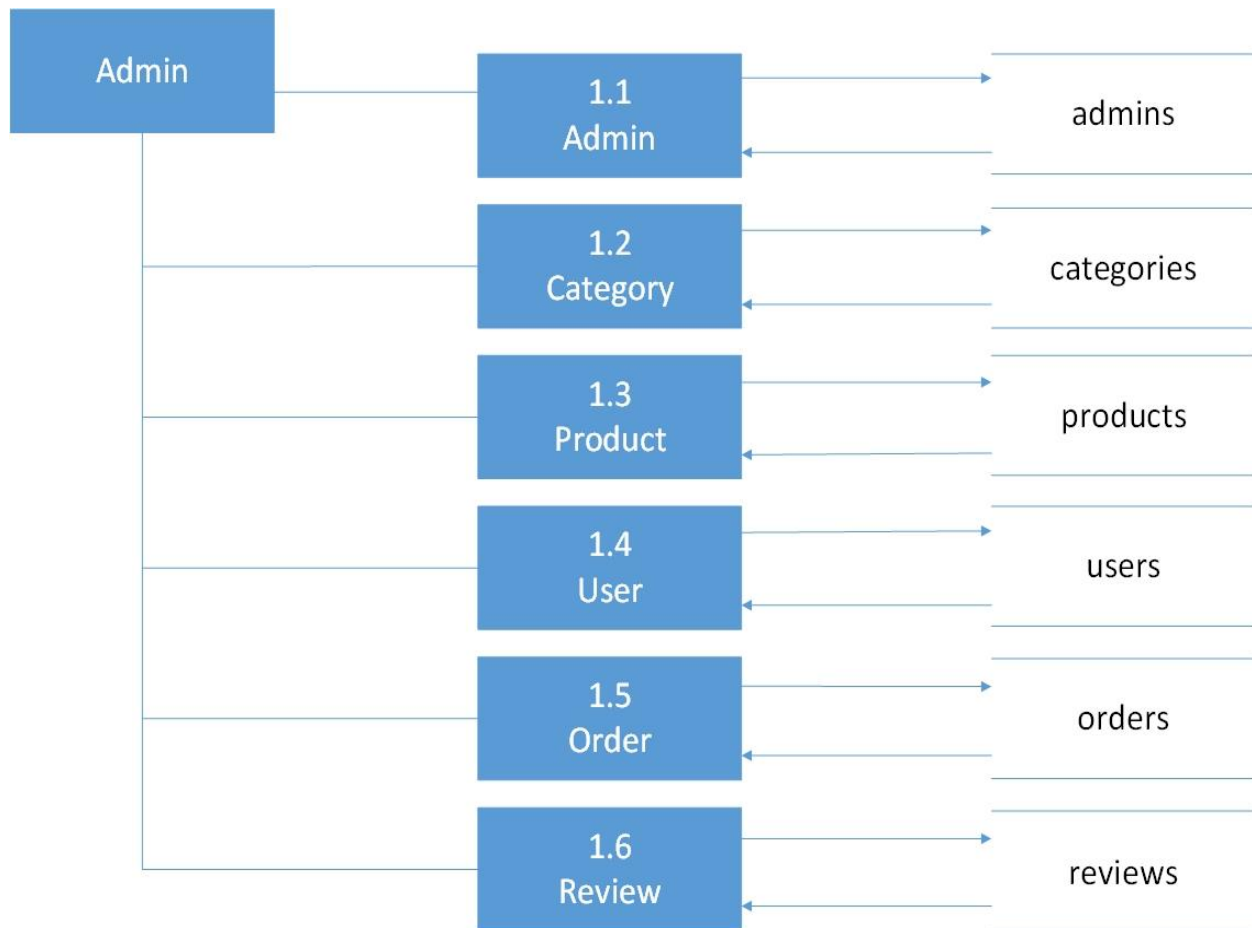 Admin
1.1
Admin
admins
1.2
Category
categories
1.3
Product
products
1.4
User
users
1.5
Order
orders
1.6
Review
reviews